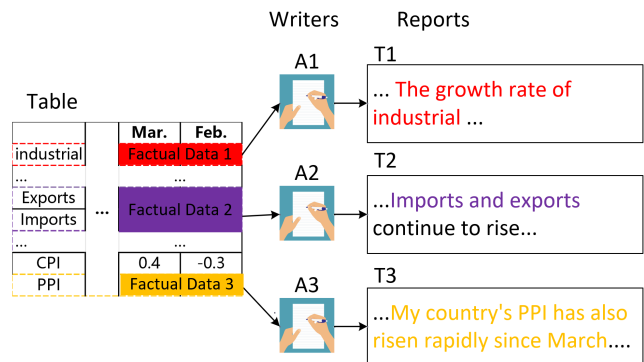 Writers Reports
A1 T1
... The growth rate of
industrial ...
Table
Mar. Feb.
industrial Factual Data 1
... ...
Exports
... Factual Data 2
Imports
... ...
CPI 0.4 -0.3
PPI Factual Data 3
A2 T2
...Imports and exports
continue to rise...
A3 T3
...My country's PPI has also
risen rapidly since March....